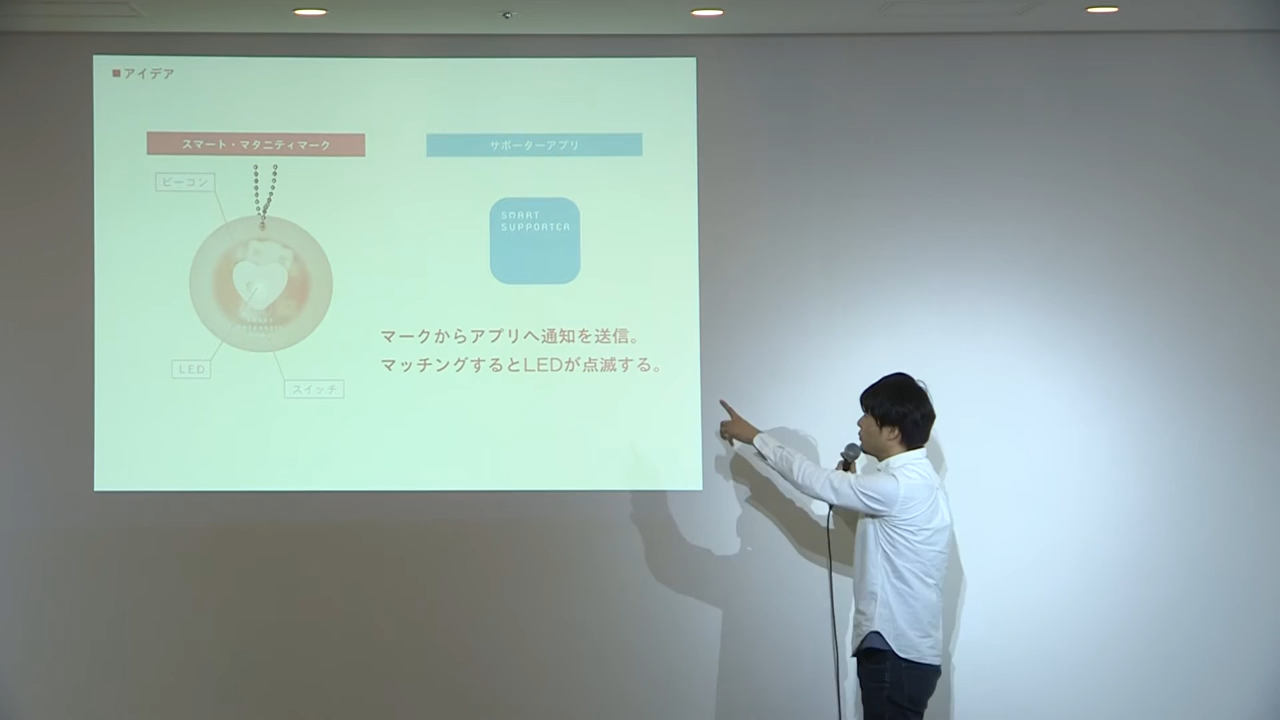 ■アイデア
スマート・マタニティマーク
サポーターアプリ
ビーコン
SMART
SUPPORTER
マークからアプリへ通知を送信。
マッチングするとLEDが点滅する。
LED
スイッチ